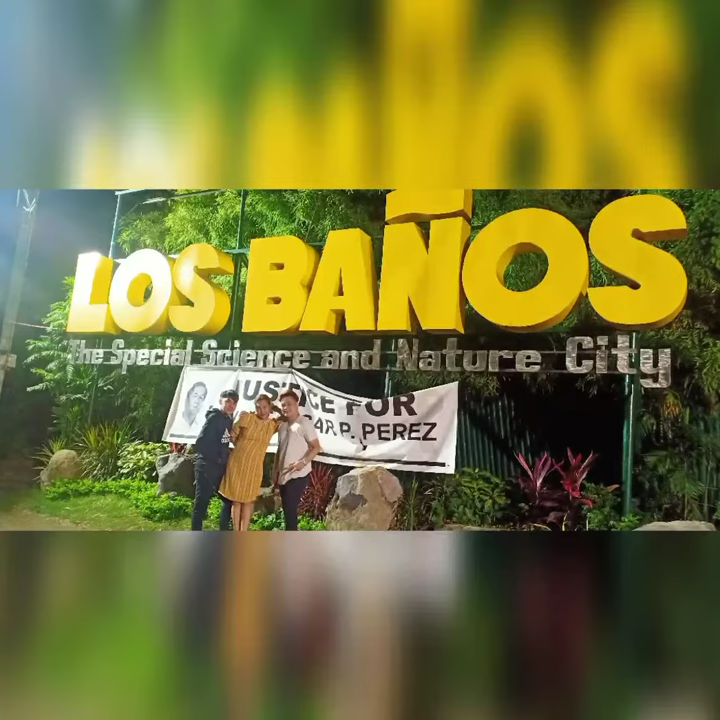 LOS BAÑOS
The Special Science and Nature City
JUSTICE FOR
P. PEREZ